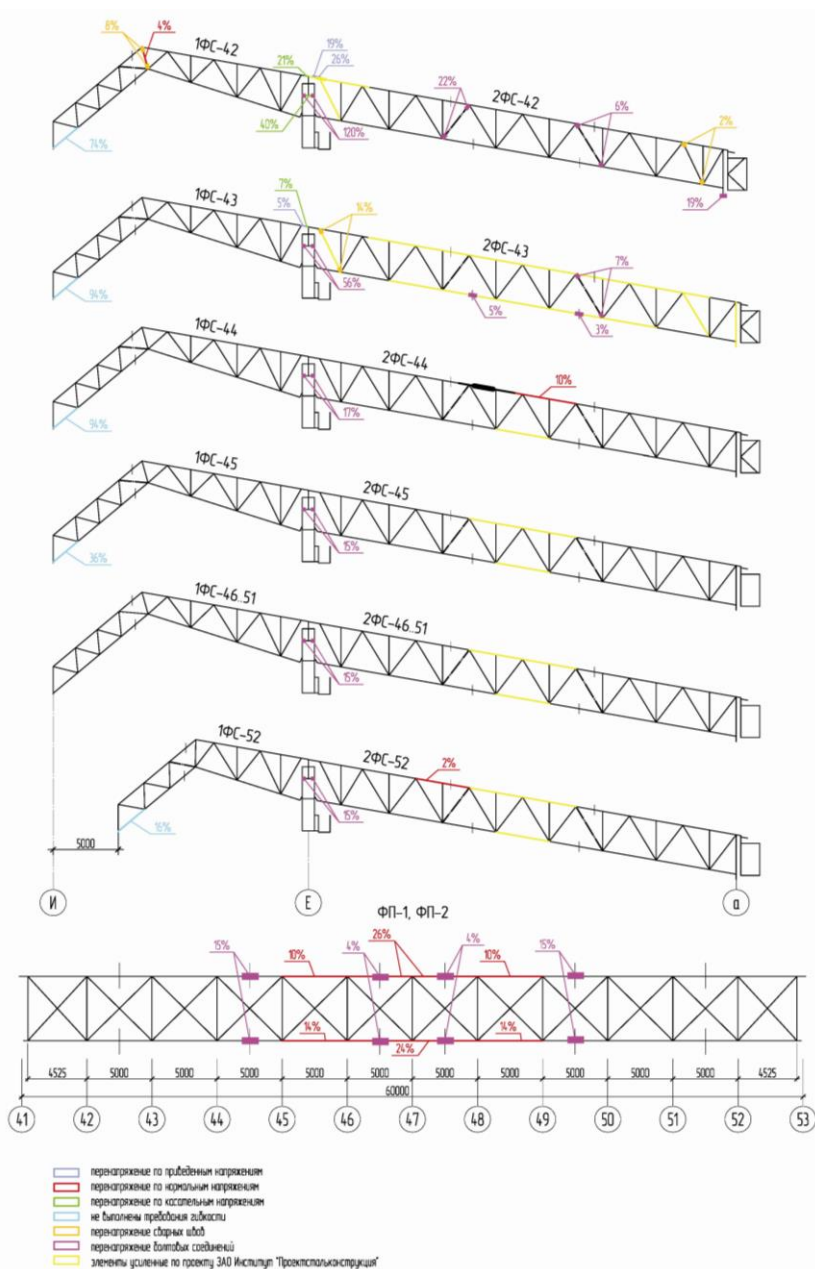 8%
4%
1ФС-42
19%
21%
26%
22%
2ФС-42
6%
2%
40%
120%
74%
19%
1ФС-43
7%
5%
14%
2ФС-43
7%
56%
94%
5%
3%
1ФС-44
2ФС-44
10%
17%
94%
1ФС-45
2ФС-45
15%
36%
1ФС-46..51
2ФС-46..51
15%
1ФС-52
2ФС-52
2%
15%
16%
5000
И Е а
ФП-1, ФП-2
26%
15% 10% 4% 4% 10% 15%
14% 24% 14%
4525 5000 5000 5000 5000 5000 5000 5000 5000 5000 5000 4525
60000
41 42 43 44 45 46 47 48 49 50 51 52 53
перенапряжение по приведенным напряжениям
перенапряжение по нормальным напряжениям
перенапряжение по касательным напряжениям
не выполнены требования гибкости
перенапряжение сварных швов
перенапряжение болтовых соединений
элементы усиленные по проекту ЗАО Институт "Проектстальконструкция"